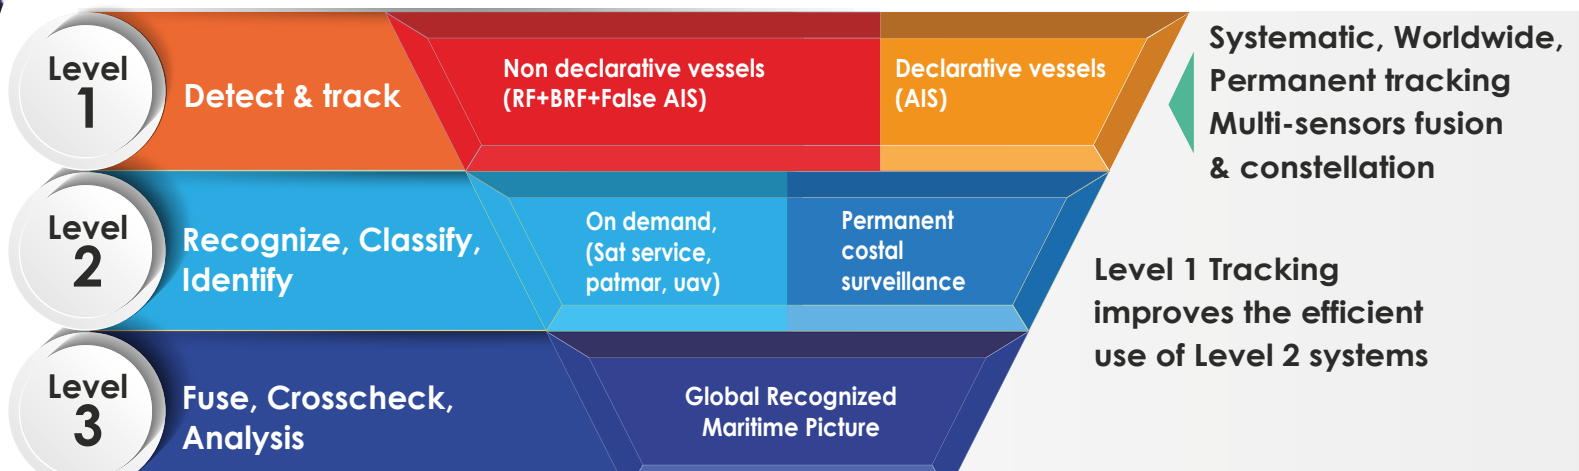 Level
1
Detect & track
Non declarative vessels
(RF+BRF+False AIS)
Declarative vessels
(AIS)
Systematic, Worldwide,
Permanent tracking
Multi-sensors fusion
& constellation
Level
2
Recognize, Classify,
Identify
On demand,
(Sat service,
patmar, uav)
Permanent
costal
surveillance
Level 1 Tracking
improves the efficient
use of Level 2 systems
Level
3
Fuse, Crosscheck,
Analysis
Global Recognized
Maritime Picture